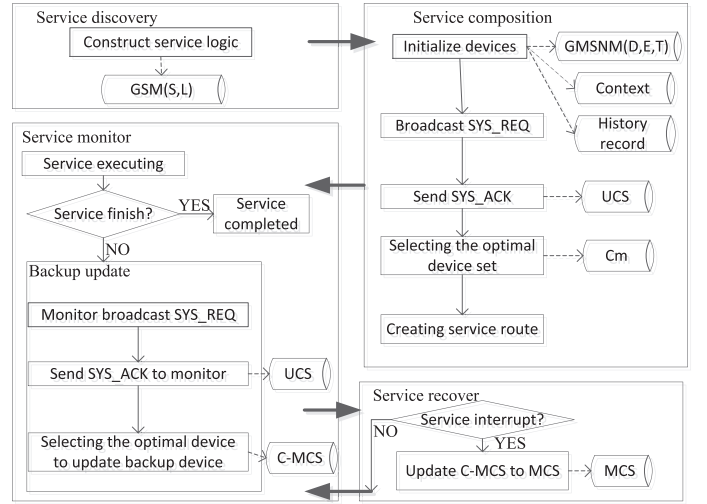 Service discovery
Construct service logic
GSM(S,L)
Service composition
Initialize devices
GMSNM(D,E,T)
Context
History
record
Broadcast SYS_REQ
Send SYS_ACK
UCS
Selecting the optimal
device set
Cm
Creating service route
Service monitor
Service executing
Service finish?
YES
Service
completed
NO
Backup update
Monitor broadcast SYS_REQ
Send SYS_ACK to monitor
UCS
Selecting the optimal device
to update backup device
C-MCS
Service recover
Service interrupt?
NO
YES
Update C-MCS to MCS
MCS